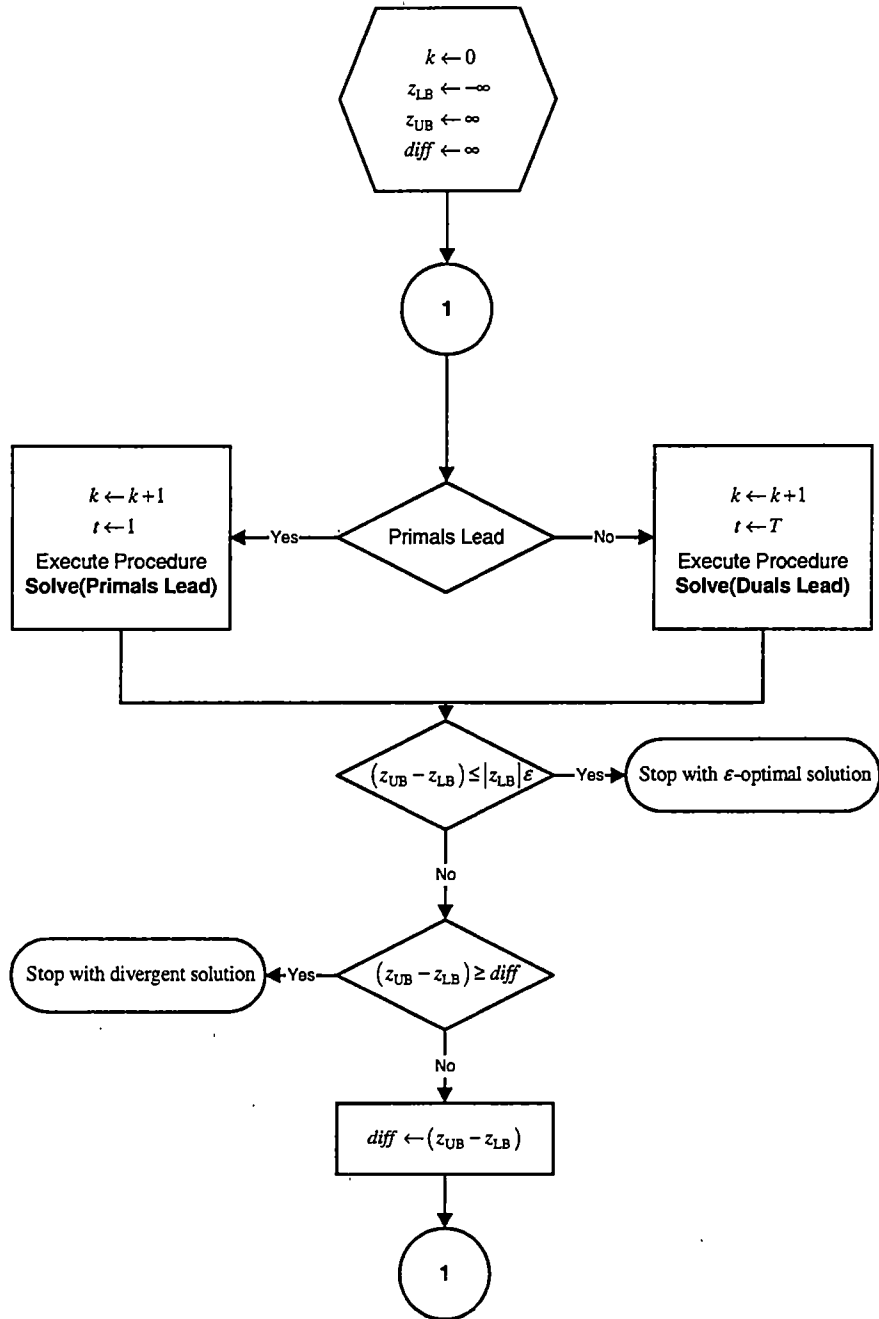 k ← 0
z_LB ← -∞
z_UB ← ∞
diff ← ∞
1
k ← k+1
t ← 1
Execute Procedure
Solve(Primals Lead)
Yes
Primals Lead
No
k ← k+1
t ← T
Execute Procedure
Solve(Duals Lead)
(z_UB − z_LB) ≤ |z_LB| ε
Yes
Stop with ε-optimal solution
No
Stop with divergent solution
Yes
(z_UB − z_LB) ≥ diff
No
diff ← (z_UB − z_LB)
1